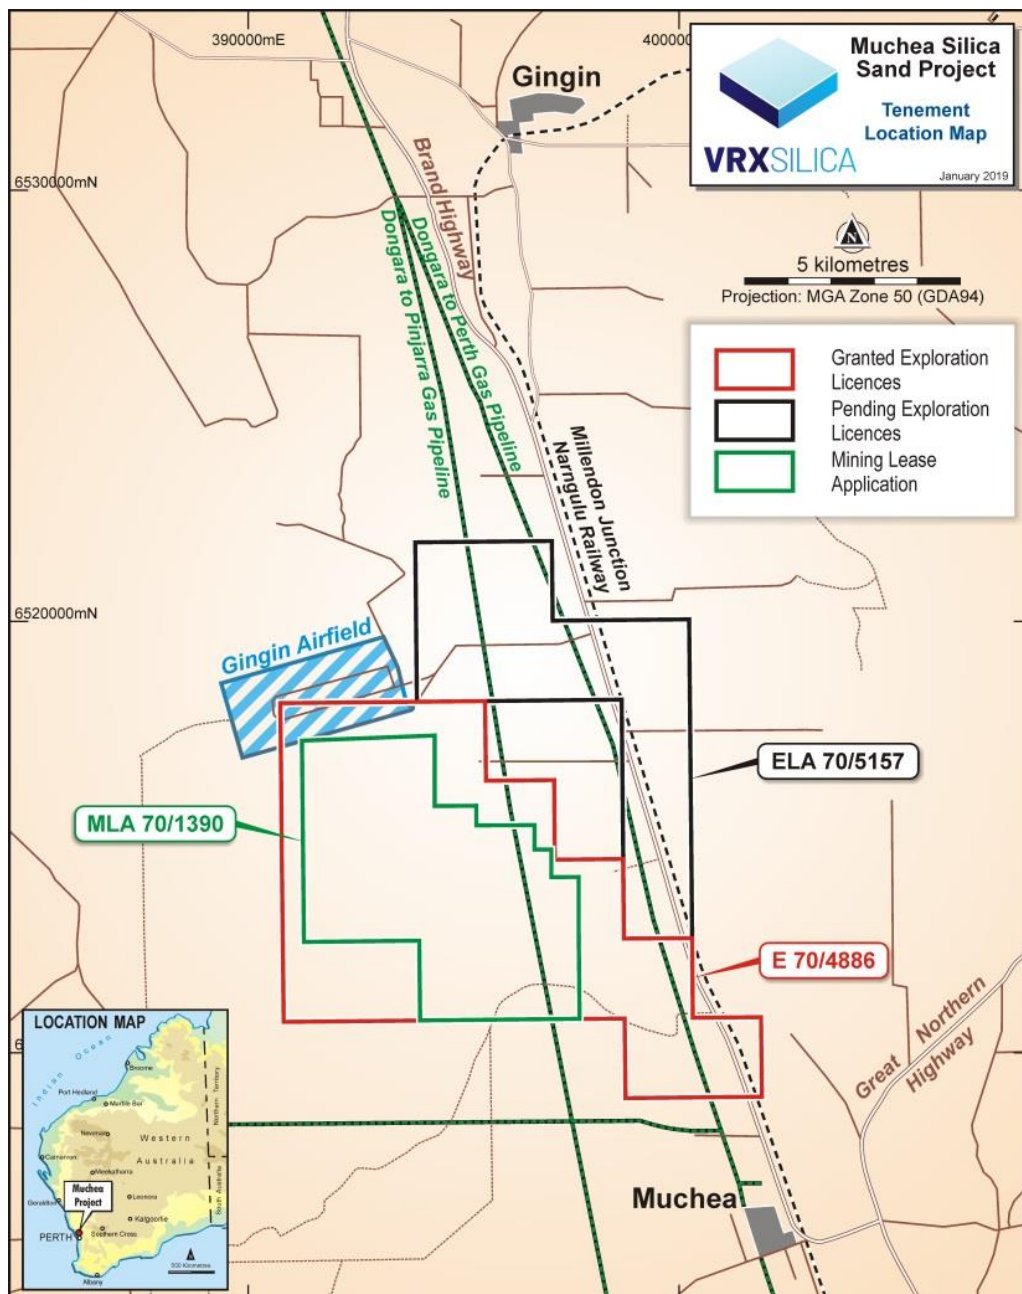 390000mE
40000
Gingin
Muchea Silica
Sand Project
Tenement
Location Map
VRXSILICA
January 2019
6530000mN
Brand Highway
Dongara to Perth Gas Pipeline
Dongara to Pinjarra Gas Pipeline
N
5 kilometres
Projection: MGA Zone 50 (GDA94)
Granted Exploration
Licences
Pending Exploration
Licences
Mining Lease
Application
Millendon Junction
Narngulu Railway
6520000mN
Gingin Airfield
ELA 70/5157
MLA 70/1390
E 70/4886
Great Northern
Highway
6
Muchea
LOCATION MAP
Indian Ocean
Broome
Port Hedland
Marble Bar
Newman
Western
Australia
Carnarvon
Meekatharra
Northern Territory
South Australia
Muchea
Project
Geraldton
Leonora
Kalgoorlie
PERTH
Southern Cross
Albany
N
500 Kilometres